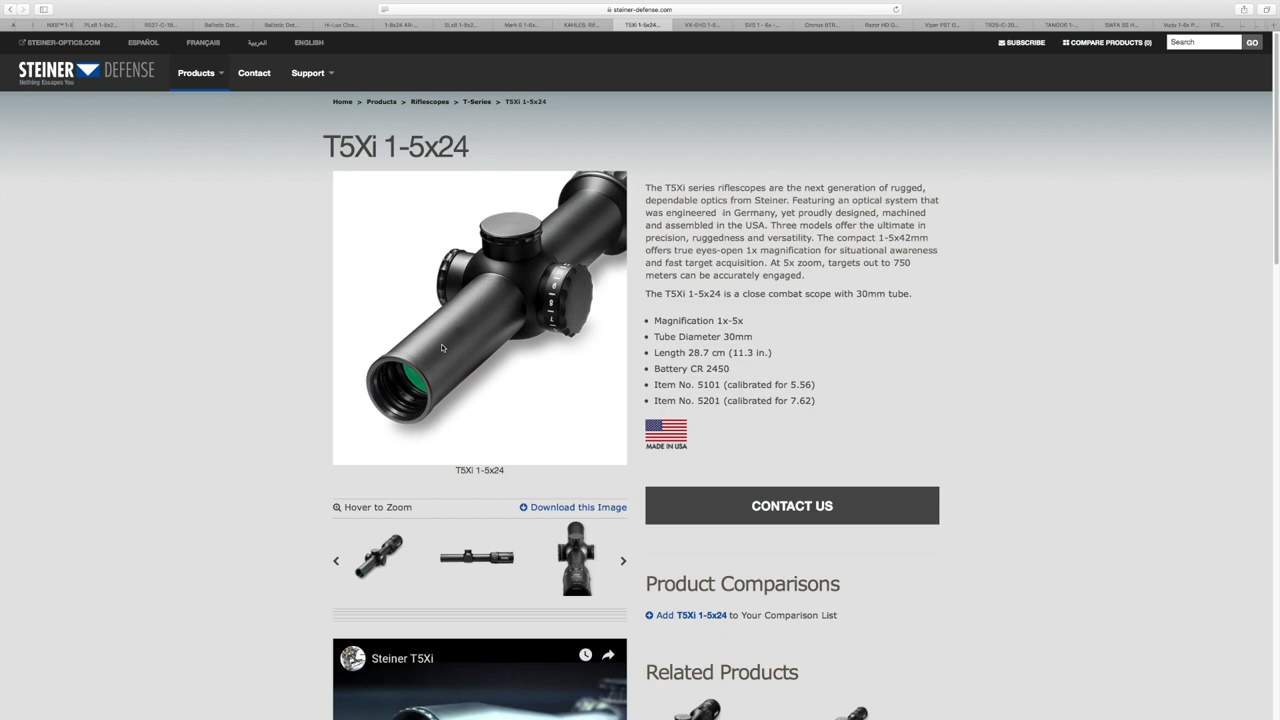 steiner-defense.com
T5Xi 1-5x24...
STEINER-OPTICS.COM ESPAÑOL FRANÇAIS العربية ENGLISH
SUBSCRIBE COMPARE PRODUCTS (0) Search GO
STEINER DEFENSE
Nothing Escapes You
Products Contact Support
Home > Products > Riflescopes > T-Series > T5Xi 1-5x24
T5Xi 1-5x24
The T5Xi series riflescopes are the next generation of rugged,
dependable optics from Steiner. Featuring an optical system that
was engineered in Germany, yet proudly designed, machined
and assembled in the USA. Three models offer the ultimate in
precision, ruggedness and versatility. The compact 1-5x42mm
offers true eyes-open 1x magnification for situational awareness
and fast target acquisition. At 5x zoom, targets out to 750
meters can be accurately engaged.
The T5Xi 1-5x24 is a close combat scope with 30mm tube.
Magnification 1x-5x
Tube Diameter 30mm
Length 28.7 cm (11.3 in.)
Battery CR 2450
Item No. 5101 (calibrated for 5.56)
Item No. 5201 (calibrated for 7.62)
MADE IN USA
T5Xi 1-5x24
Hover to Zoom Download this Image
CONTACT US
Product Comparisons
Add T5Xi 1-5x24 to Your Comparison List
Steiner T5Xi
Related Products